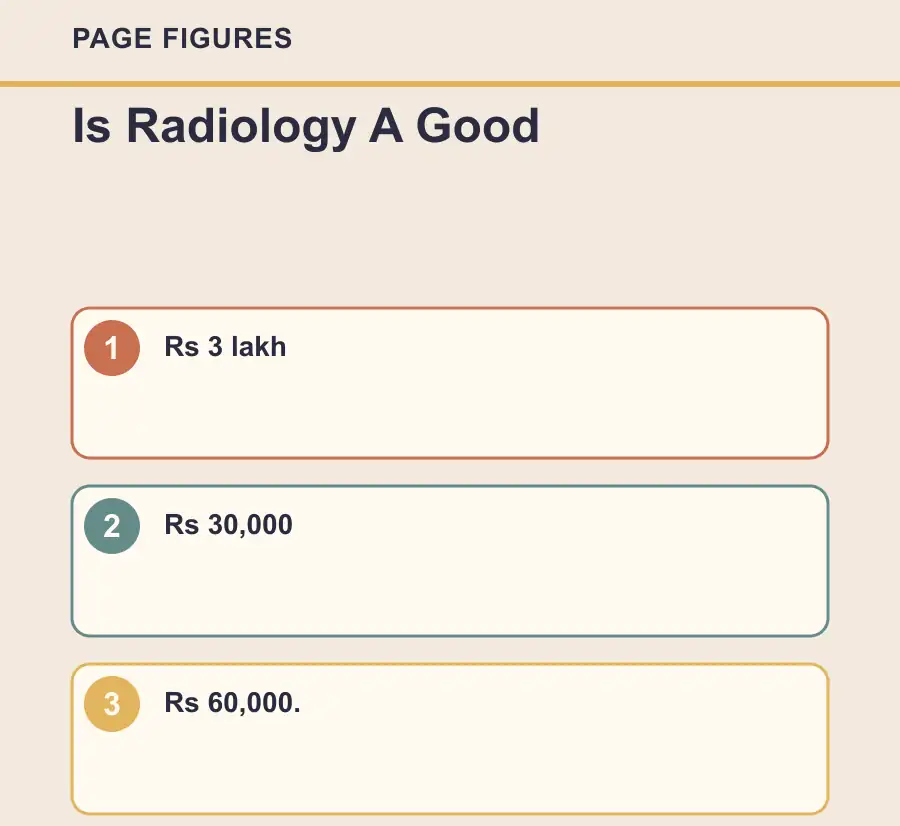 PAGE FIGURES
Is Radiology A Good
1
Rs 3 lakh
2
Rs 30,000
3
Rs 60,000.